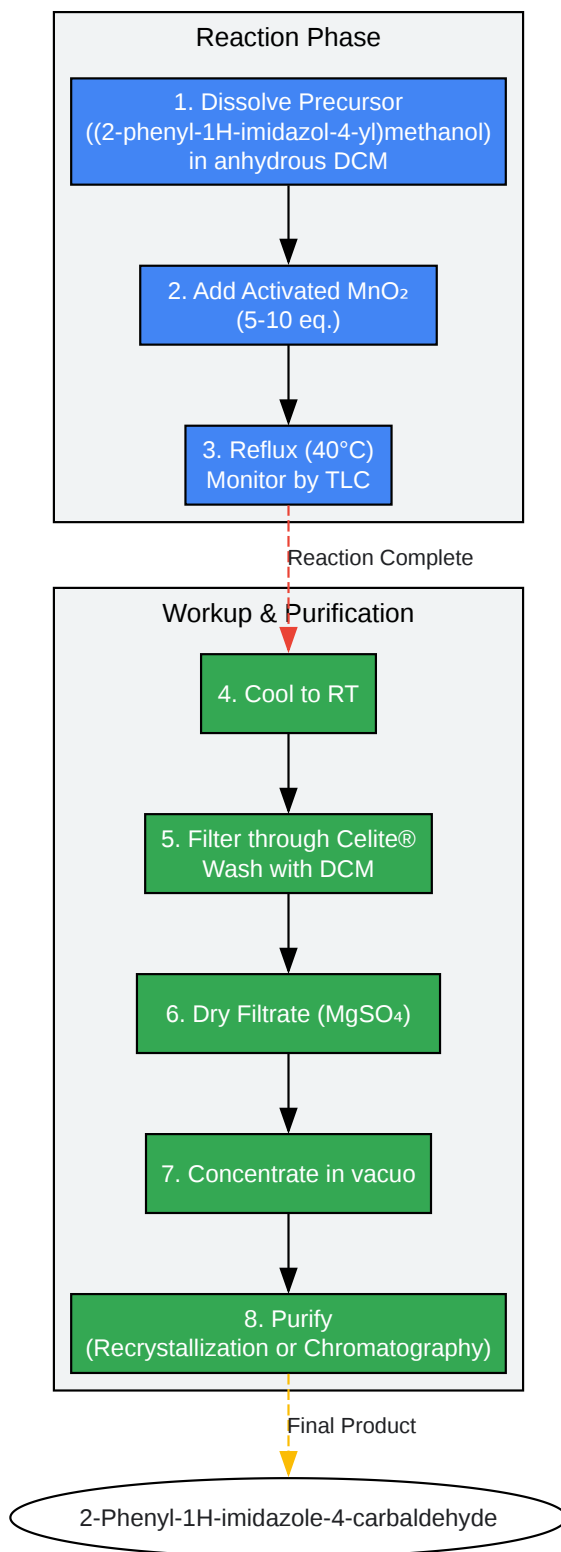 Reaction Phase
1. Dissolve Precursor
((2-phenyl-1H-imidazol-4-yl)methanol)
in anhydrous DCM
2. Add Activated MnO₂
(5-10 eq.)
3. Reflux (40°C)
Monitor by TLC
Reaction Complete
Workup & Purification
4. Cool to RT
5. Filter through Celite®
Wash with DCM
6. Dry Filtrate (MgSO₄)
7. Concentrate in vacuo
8. Purify
(Recrystallization or Chromatography)
Final Product
2-Phenyl-1H-imidazole-4-carbaldehyde